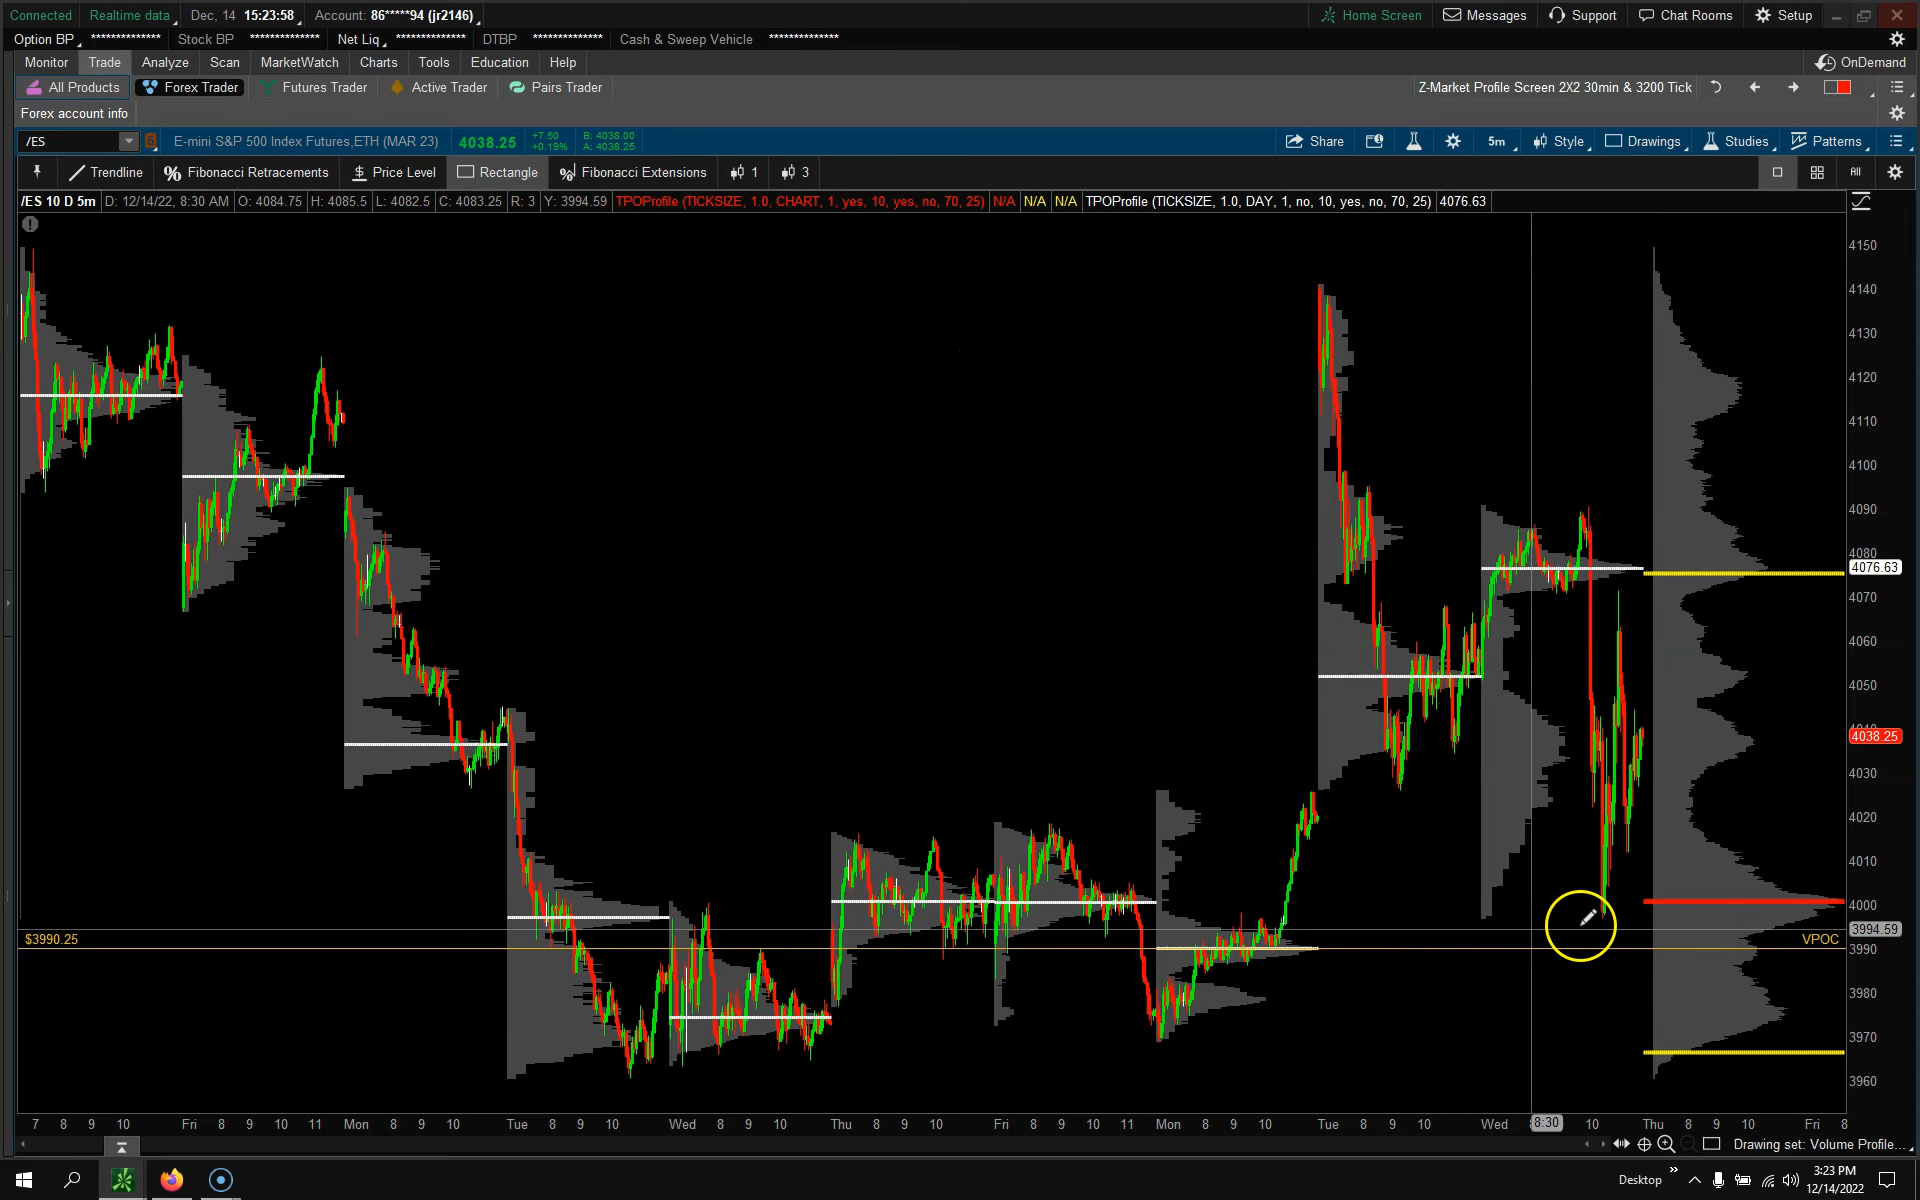 Connected Realtime data Dec, 14 15:23:58 Account: 86*****94 (jr2146) Home Screen Messages Support Chat Rooms Setup
Option BP ************** Stock BP ************** Net Liq ************** DTBP ************** Cash & Sweep Vehicle **************
Monitor Trade Analyze Scan MarketWatch Charts Tools Education Help OnDemand
All Products Forex Trader Futures Trader Active Trader Pairs Trader Z-Market Profile Screen 2X2 30min & 3200 Tick
Forex account info
/ES E-mini S&P 500 Index Futures,ETH (MAR 23) 4038.25 +7.50 B: 4038.00 Share 5m Style Drawings Studies Patterns
+0.19% A: 4038.25
Trendline Fibonacci Retracements $ Price Level Rectangle Fibonacci Extensions 1 3 All
/ES 10 D 5m D: 12/14/22, 8:30 AM O: 4084.75 H: 4085.5 L: 4082.5 C: 4083.25 R: 3 Y: 3994.59 TPOProfile (TICKSIZE, 1.0, CHART, 1, yes, 10, yes, no, 70, 25) N/A N/A N/A TPOProfile (TICKSIZE, 1.0, DAY, 1, no, 10, yes, no, 70, 25) 4076.63
4150
4140
4130
4120
4110
4100
4090
4080
4076.63
4070
4060
4050
4038.25
4030
4020
4010
4000
3994.59
$3990.25 VPOC
3990
3980
3970
3960
7 8 9 10 Fri 8 9 10 11 Mon 8 9 10 Tue 8 9 10 Wed 8 9 10 Thu 8 9 10 Fri 8 9 10 11 Mon 8 9 10 Tue 8 9 10 Wed 8:30 10 Thu 8 9 10 Fri 8
Drawing set: Volume Profile...
Desktop 3:23 PM
12/14/2022